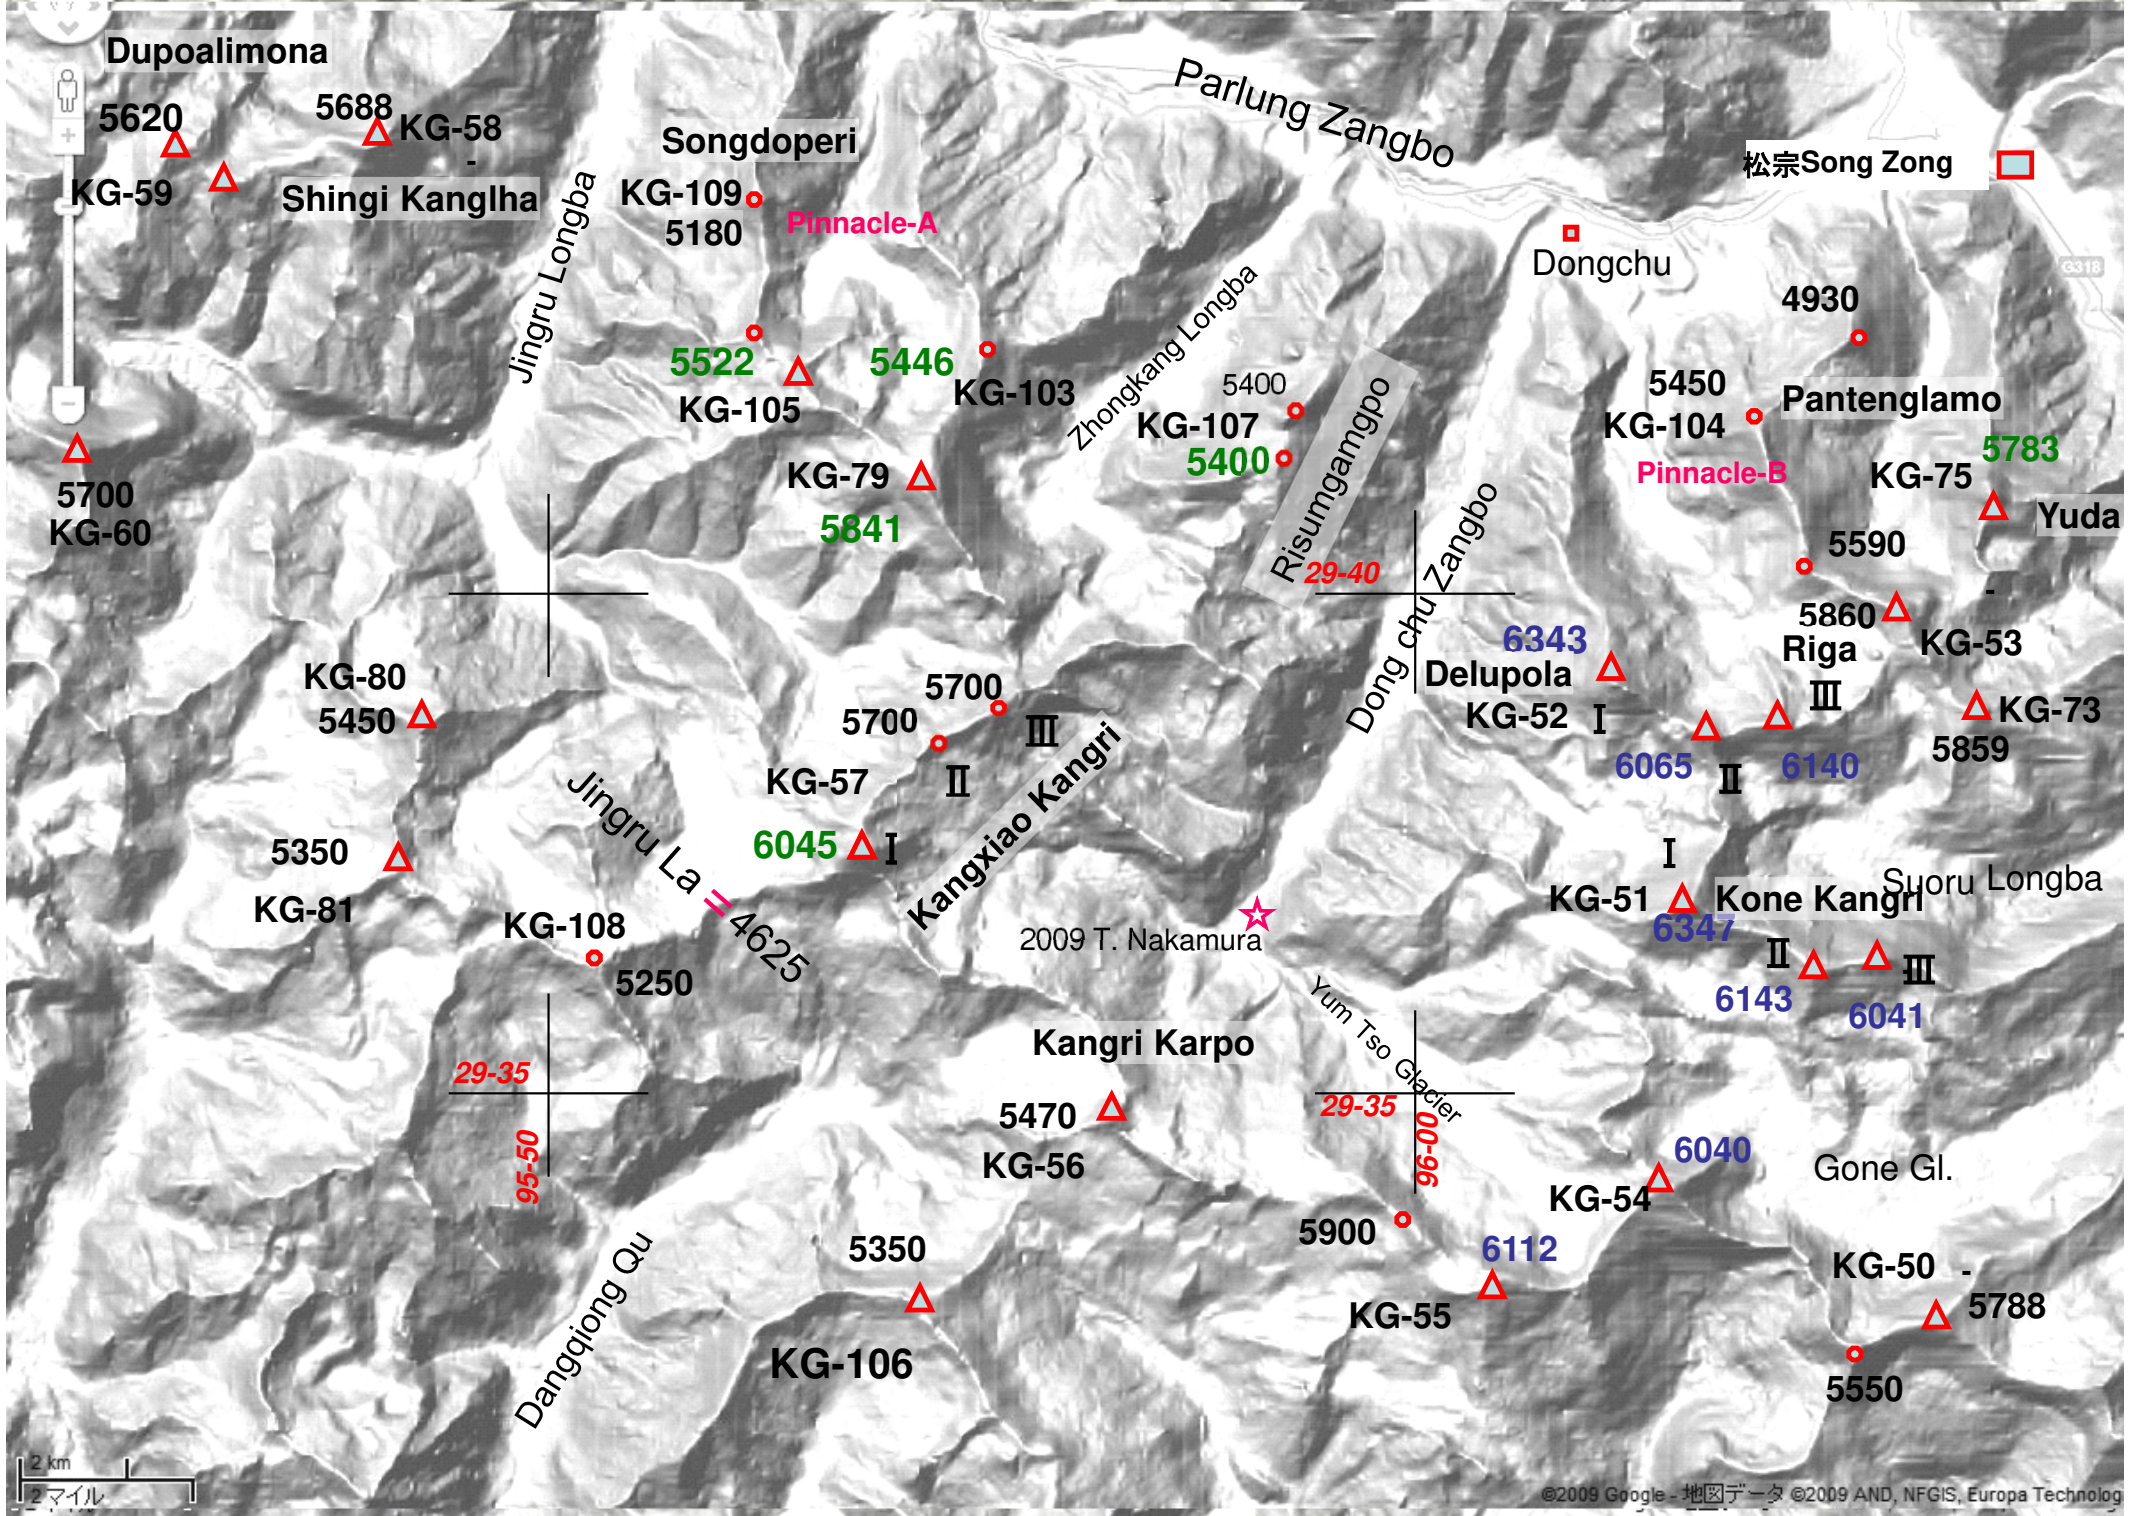 Dupoalimona
5620
5688
KG-58
-
KG-59
Shingi Kanglha
Jingru Longba
Songdoperi
KG-109
5180
Pinnacle-A
Parlung Zangbo
松宗Song Zong
Dongchu
G318
4930
5522
5446
KG-105
KG-103
Zhongkang Longba
5400
KG-107
5400
Risumgamgpo
5450
KG-104
Pantenglamo
Pinnacle-B
KG-75
5783
Yuda
5700
KG-60
KG-79
5841
29-40
Dong chu Zangbo
5590
-
5860
Riga
KG-53
6343
Delupola
KG-52
I
III
KG-73
5859
6065
II
6140
KG-80
5450
5700
5700
III
II
KG-57
6045
I
Kangxiao Kangri
Jingru La
4625
5350
KG-81
KG-108
5250
2009 T. Nakamura
I
KG-51
Kone Kangri
6347
Suoru Longba
II
III
6143
6041
Yum Tso Glacier
Kangri Karpo
5470
KG-56
29-35
95-50
29-35
96-00
6040
KG-54
Gone Gl.
5900
6112
KG-55
KG-50
-
5788
5550
5350
KG-106
Dangqiong Qu
2 km
2 マイル
©2009 Google - 地図データ ©2009 AND, NFGIS, Europa Technolog